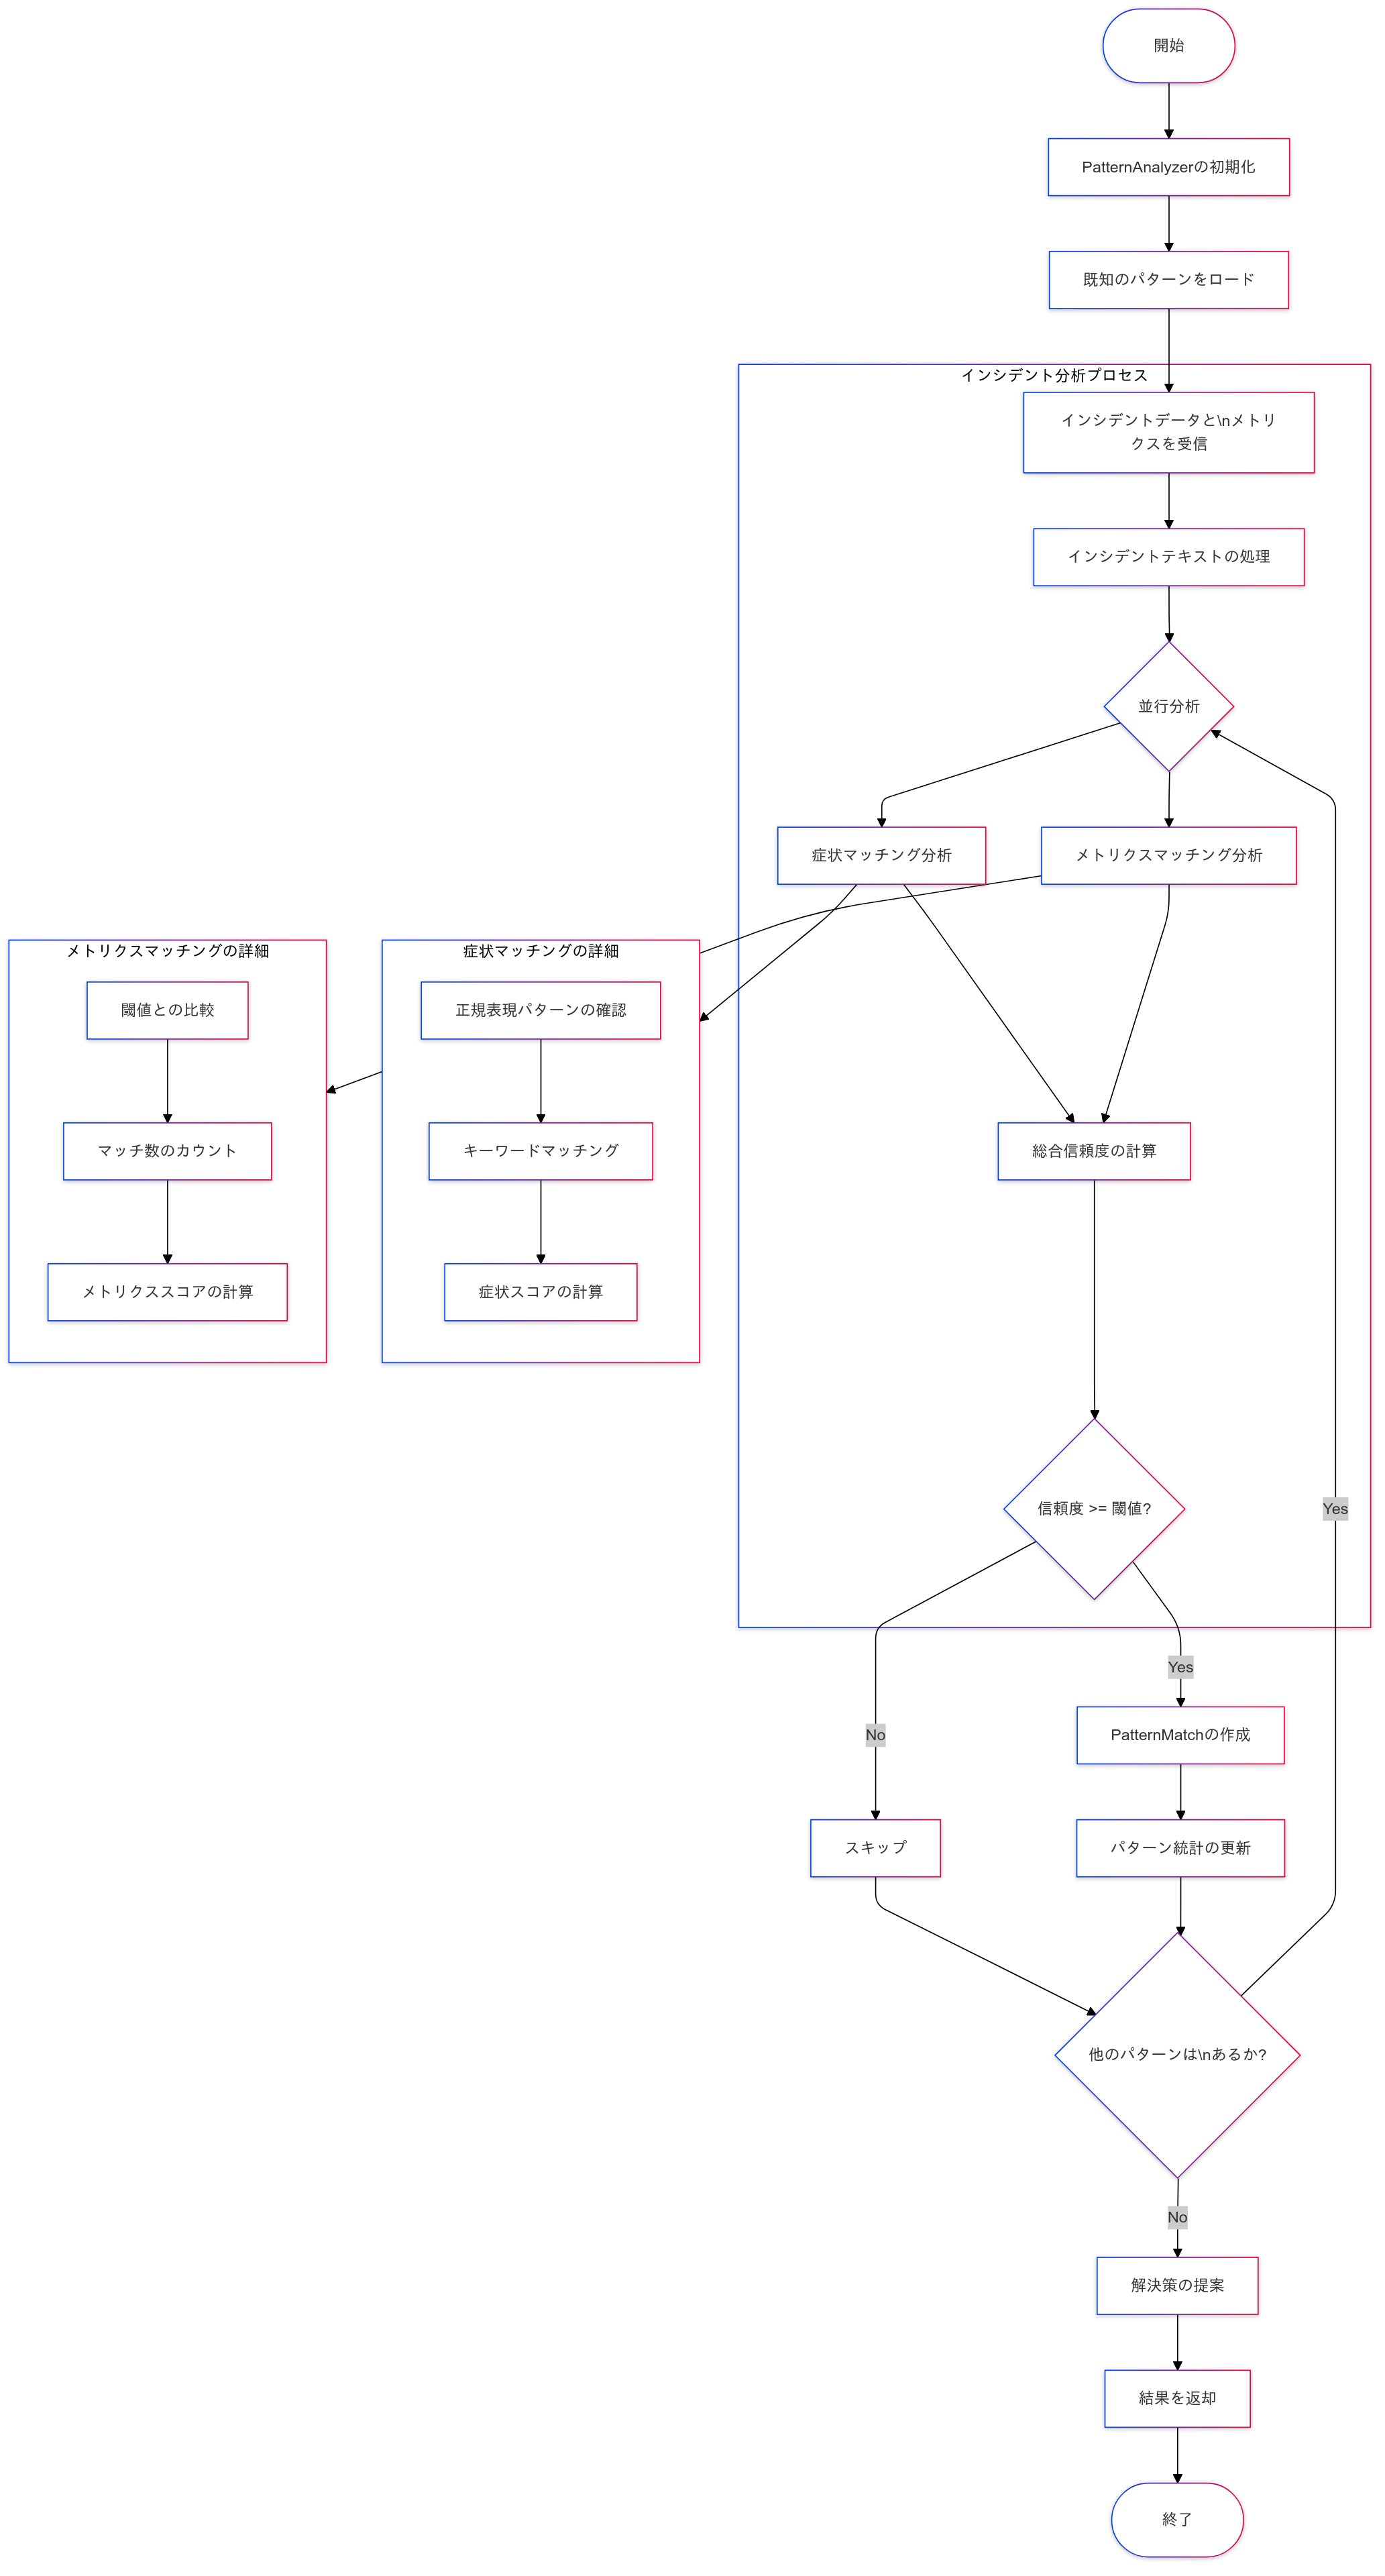 開始
PatternAnalyzerの初期化
既知のパターンをロード
インシデント分析プロセス
インシデントデータと\nメトリ
クスを受信
インシデントテキストの処理
並行分析
症状マッチング分析
メトリクスマッチング分析
メトリクスマッチングの詳細
閾値との比較
マッチ数のカウント
メトリクススコアの計算
症状マッチングの詳細
正規表現パターンの確認
キーワードマッチング
症状スコアの計算
総合信頼度の計算
信頼度 >= 閾値?
Yes
Yes
No
PatternMatchの作成
スキップ
パターン統計の更新
他のパターンは\nあるか?
No
解決策の提案
結果を返却
終了